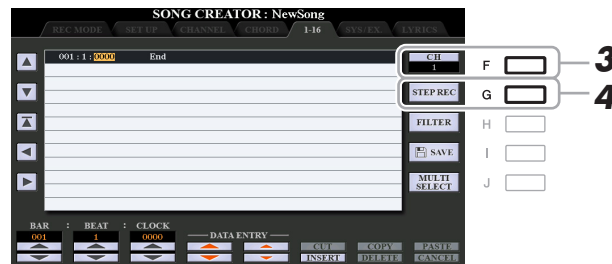 SONG CREATOR : NewSong
REC MODE SET UP CHANNEL CHORD 1-16 SYS/EX. LYRICS
001 : 1 : 0000 End
CH
1
F
3
STEP REC
G
4
FILTER
H
SAVE
I
MULTI
SELECT
J
BAR : BEAT : CLOCK
001 1 0000
DATA ENTRY
CUT COPY PASTE
INSERT DELETE CANCEL